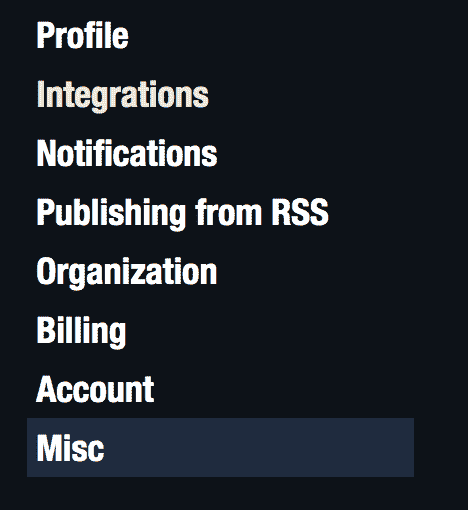 Profile
Integrations
Notifications
Publishing from RSS
Organization
Billing
Account
Misc